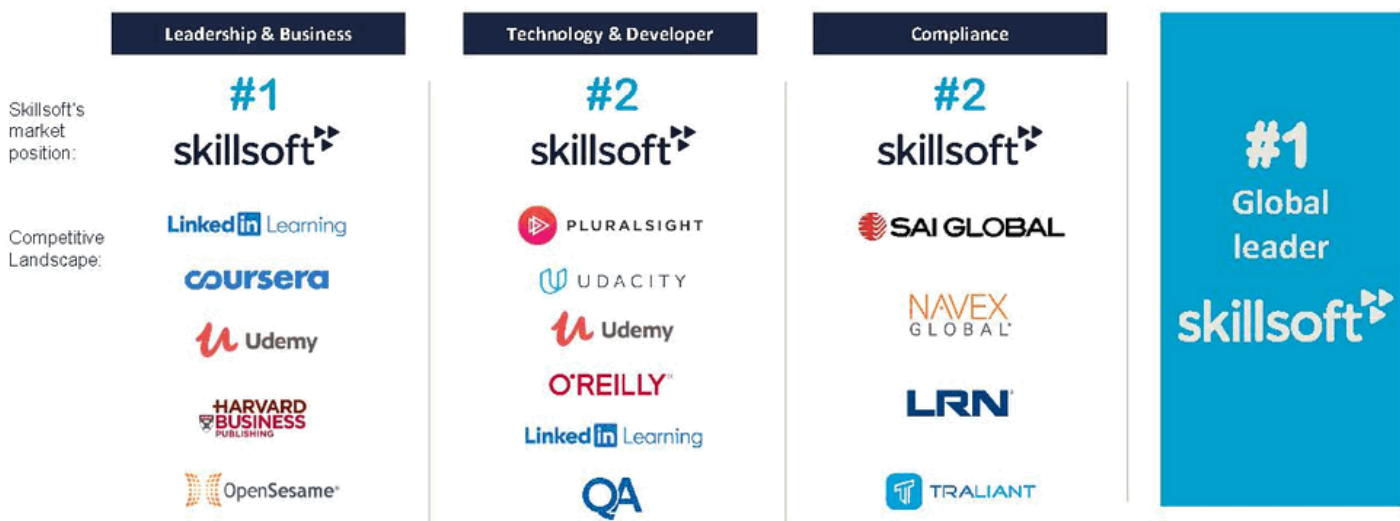 Leadership & Business
Technology & Developer
Compliance
Skillsoft's
market
position:
#1
skillsoft
#2
skillsoft
#2
skillsoft
Competitive
Landscape:
Linked in Learning
coursera
Udemy
HARVARD
BUSINESS
PUBLISHING
OpenSesame®
PLURALSIGHT
UDACITY
Udemy
O'REILLY®
Linked in Learning
QA
SAI GLOBAL
NAVEX
GLOBAL®
LRN®
TRALIANT
#1
Global
leader
skillsoft